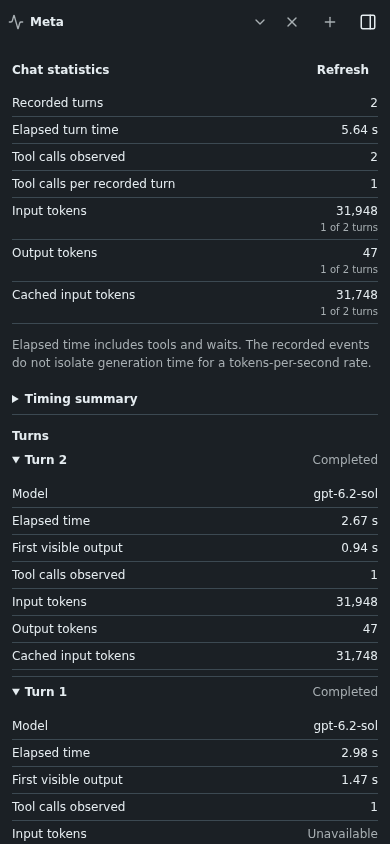 Meta
Chat statistics Refresh
Recorded turns 2
Elapsed turn time 5.64 s
Tool calls observed 2
Tool calls per recorded turn 1
Input tokens 31,948
1 of 2 turns
Output tokens 47
1 of 2 turns
Cached input tokens 31,748
1 of 2 turns
Elapsed time includes tools and waits. The recorded events
do not isolate generation time for a tokens-per-second rate.
Timing summary
Turns
Turn 2 Completed
Model gpt-6.2-sol
Elapsed time 2.67 s
First visible output 0.94 s
Tool calls observed 1
Input tokens 31,948
Output tokens 47
Cached input tokens 31,748
Turn 1 Completed
Model gpt-6.2-sol
Elapsed time 2.98 s
First visible output 1.47 s
Tool calls observed 1
Input tokens Unavailable